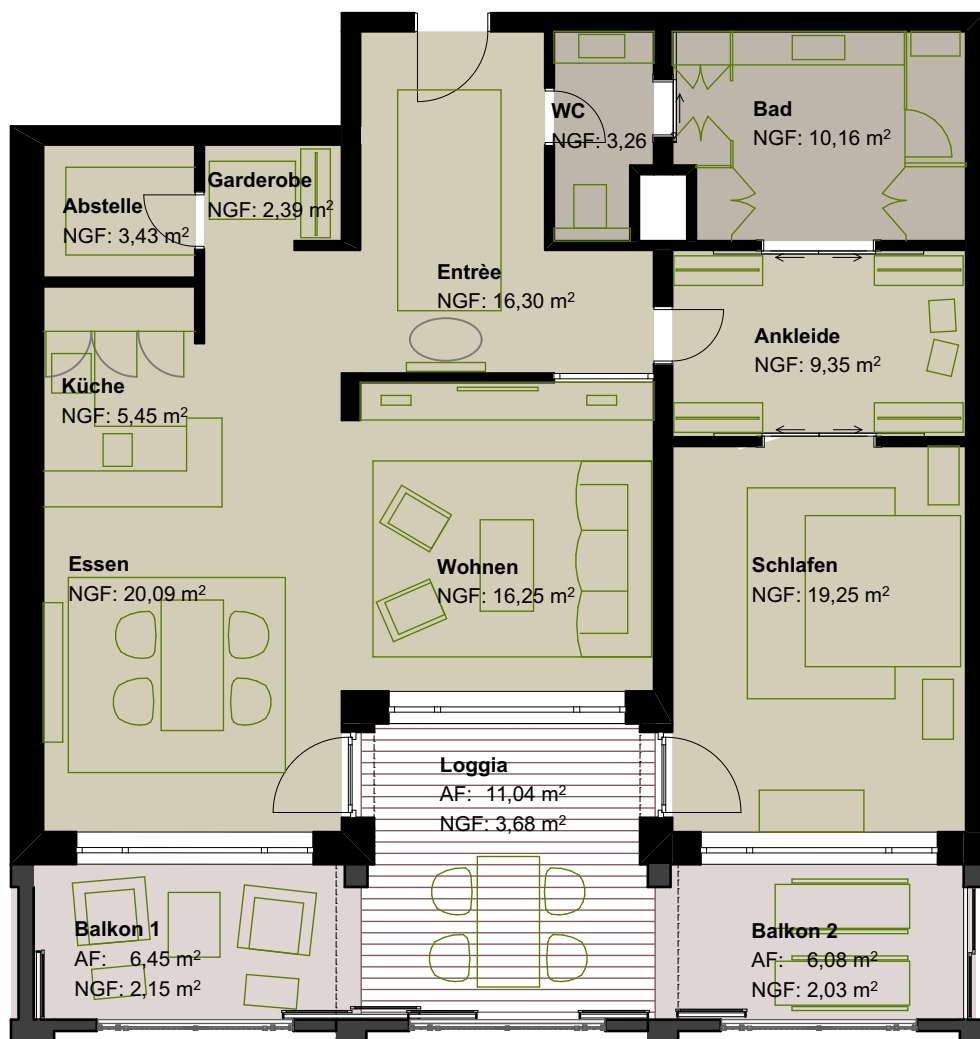 WC
NGF: 3,26
Bad
NGF: 10,16 m²
Garderobe
NGF: 2,39 m²
Abstelle
NGF: 3,43 m²
Entrèe
NGF: 16,30 m²
Ankleide
NGF: 9,35 m²
Küche
NGF: 5,45 m²
Essen
NGF: 20,09 m²
Wohnen
NGF: 16,25 m²
Schlafen
NGF: 19,25 m²
Loggia
AF: 11,04 m²
NGF: 3,68 m²
Balkon 1
AF: 6,45 m²
NGF: 2,15 m²
Balkon 2
AF: 6,08 m²
NGF: 2,03 m²